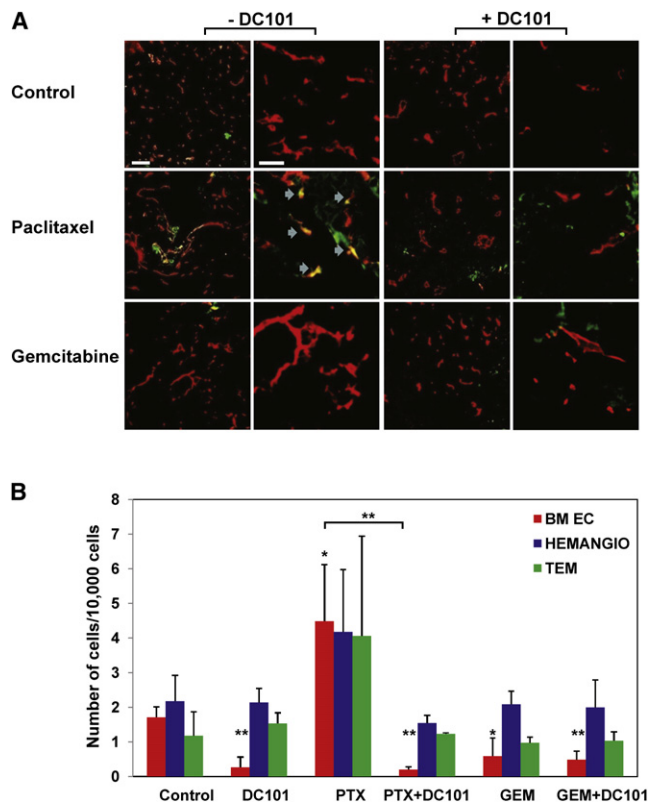 A
- DC101
+ DC101
Control
Paclitaxel
Gemcitabine
B
Number of cells/10,000 cells
8
7
6
5
4
3
2
1
0
**
*
**
**
*
**
BM EC
HEMANGIO
TEM
Control
DC101
PTX
PTX+DC101
GEM
GEM+DC101